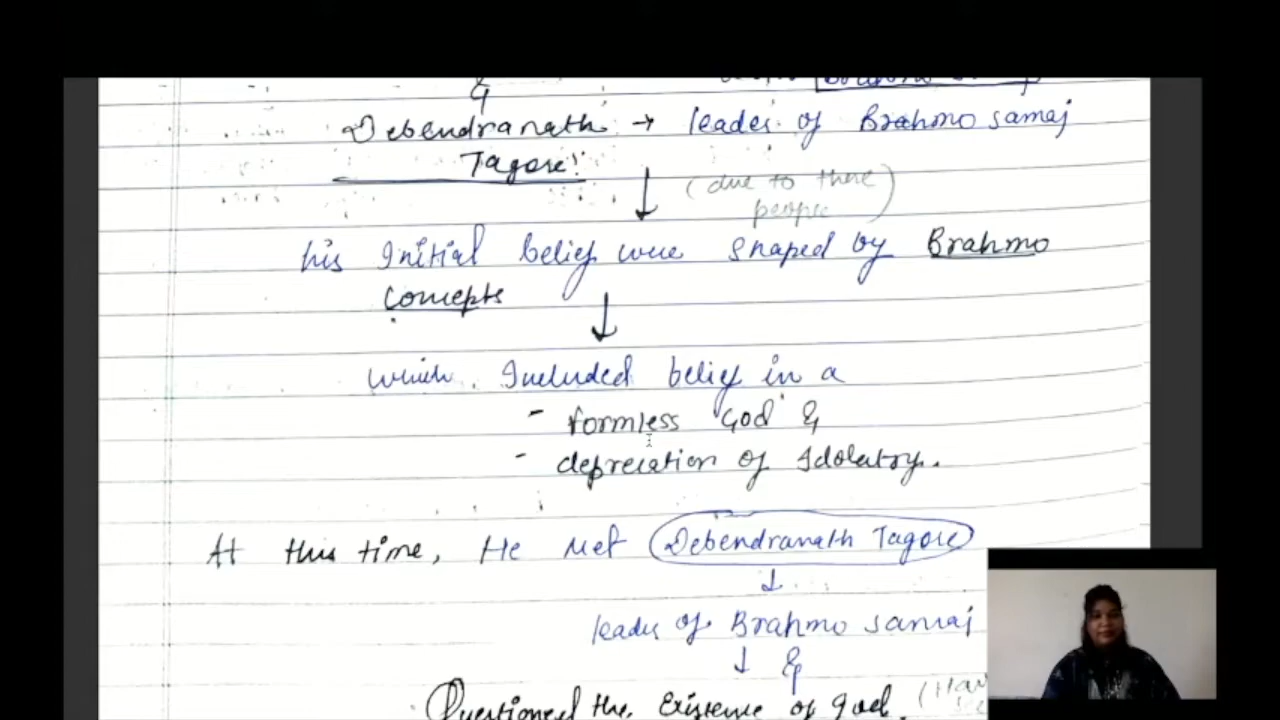 &
Debendranath → leader of Brahmo samaj
Tagore!
↓ (due to these
people)
his Initial belief were shaped by Brahmo
concepts
↓
which Included belief in a
- formless God &
- depreciation of Idolatry.
At this time, He Met Debendranath Tagore
↓
leader of Brahmo samaj
↓ &
Questioned the Existence of god.